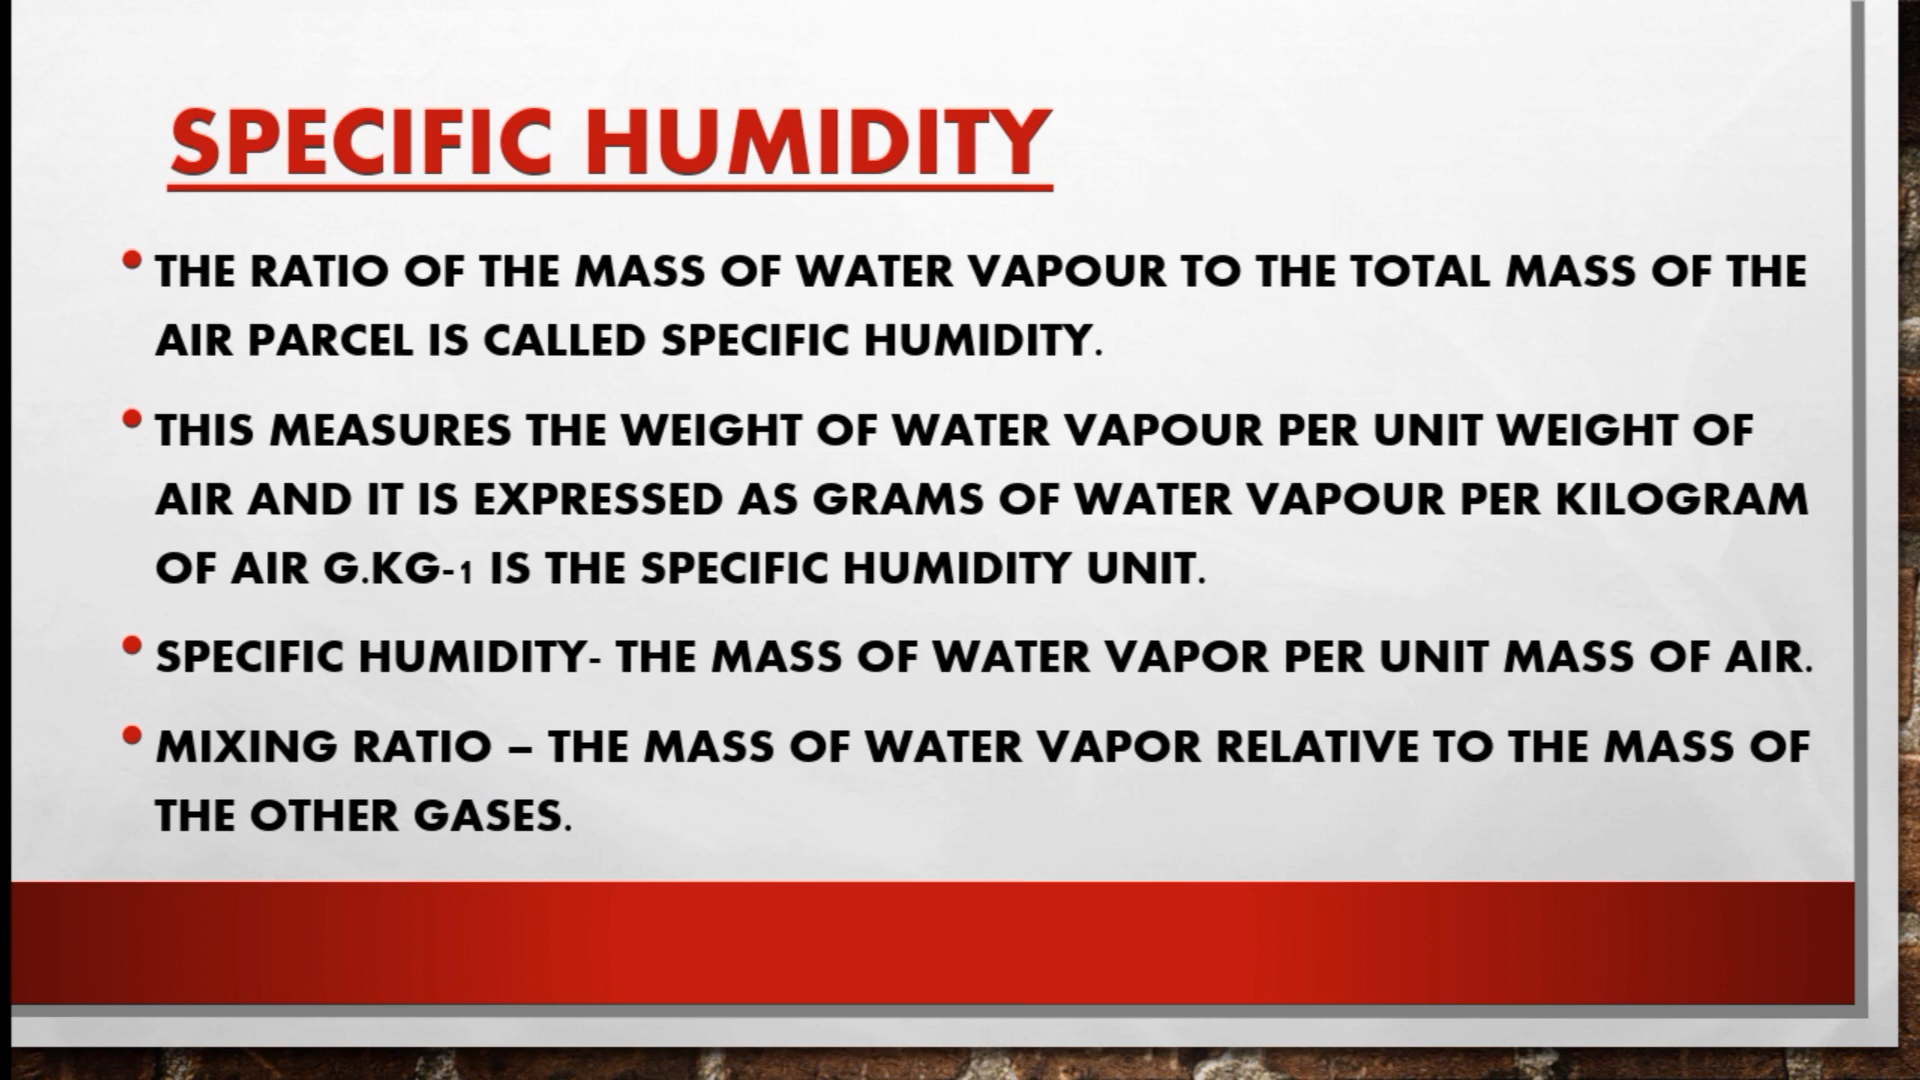 SPECIFIC HUMIDITY
• THE RATIO OF THE MASS OF WATER VAPOUR TO THE TOTAL MASS OF THE
AIR PARCEL IS CALLED SPECIFIC HUMIDITY.
• THIS MEASURES THE WEIGHT OF WATER VAPOUR PER UNIT WEIGHT OF
AIR AND IT IS EXPRESSED AS GRAMS OF WATER VAPOUR PER KILOGRAM
OF AIR G.KG-1 IS THE SPECIFIC HUMIDITY UNIT.
• SPECIFIC HUMIDITY- THE MASS OF WATER VAPOR PER UNIT MASS OF AIR.
• MIXING RATIO – THE MASS OF WATER VAPOR RELATIVE TO THE MASS OF
THE OTHER GASES.